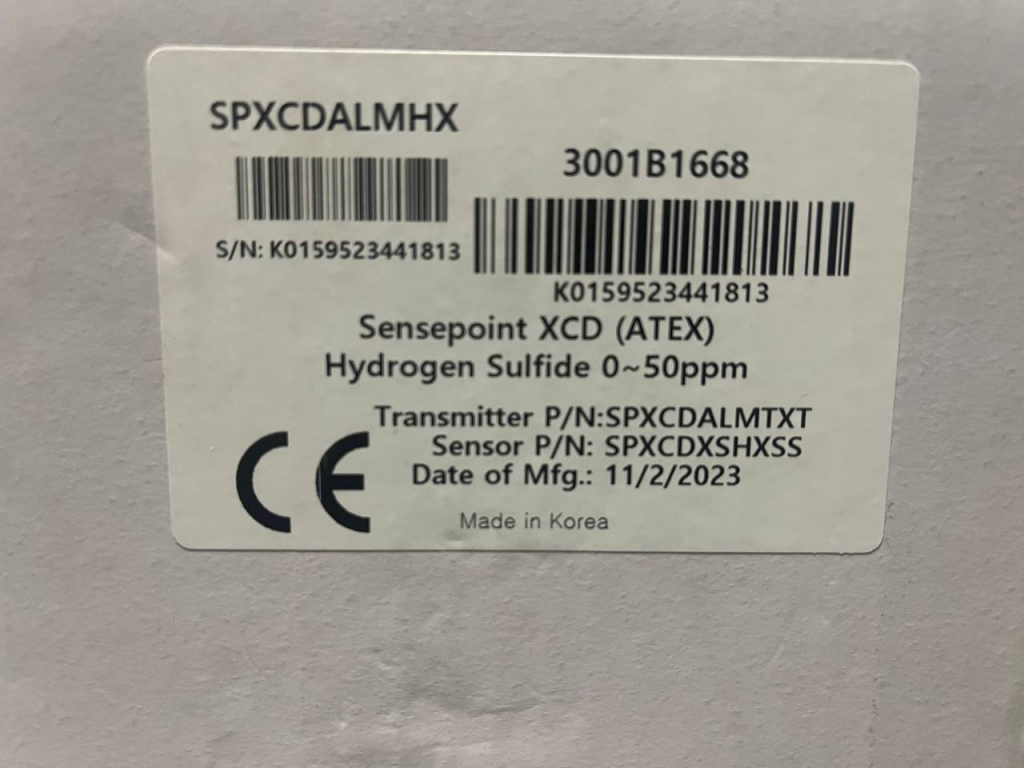 SPXCDALMHX
3001B1668
S/N: K0159523441813
K0159523441813
Sensepoint XCD (ATEX)
Hydrogen Sulfide 0~50ppm
Transmitter P/N:SPXCDALMTXT
Sensor P/N: SPXCDXSHXSS
Date of Mfg.: 11/2/2023
CE
Made in Korea